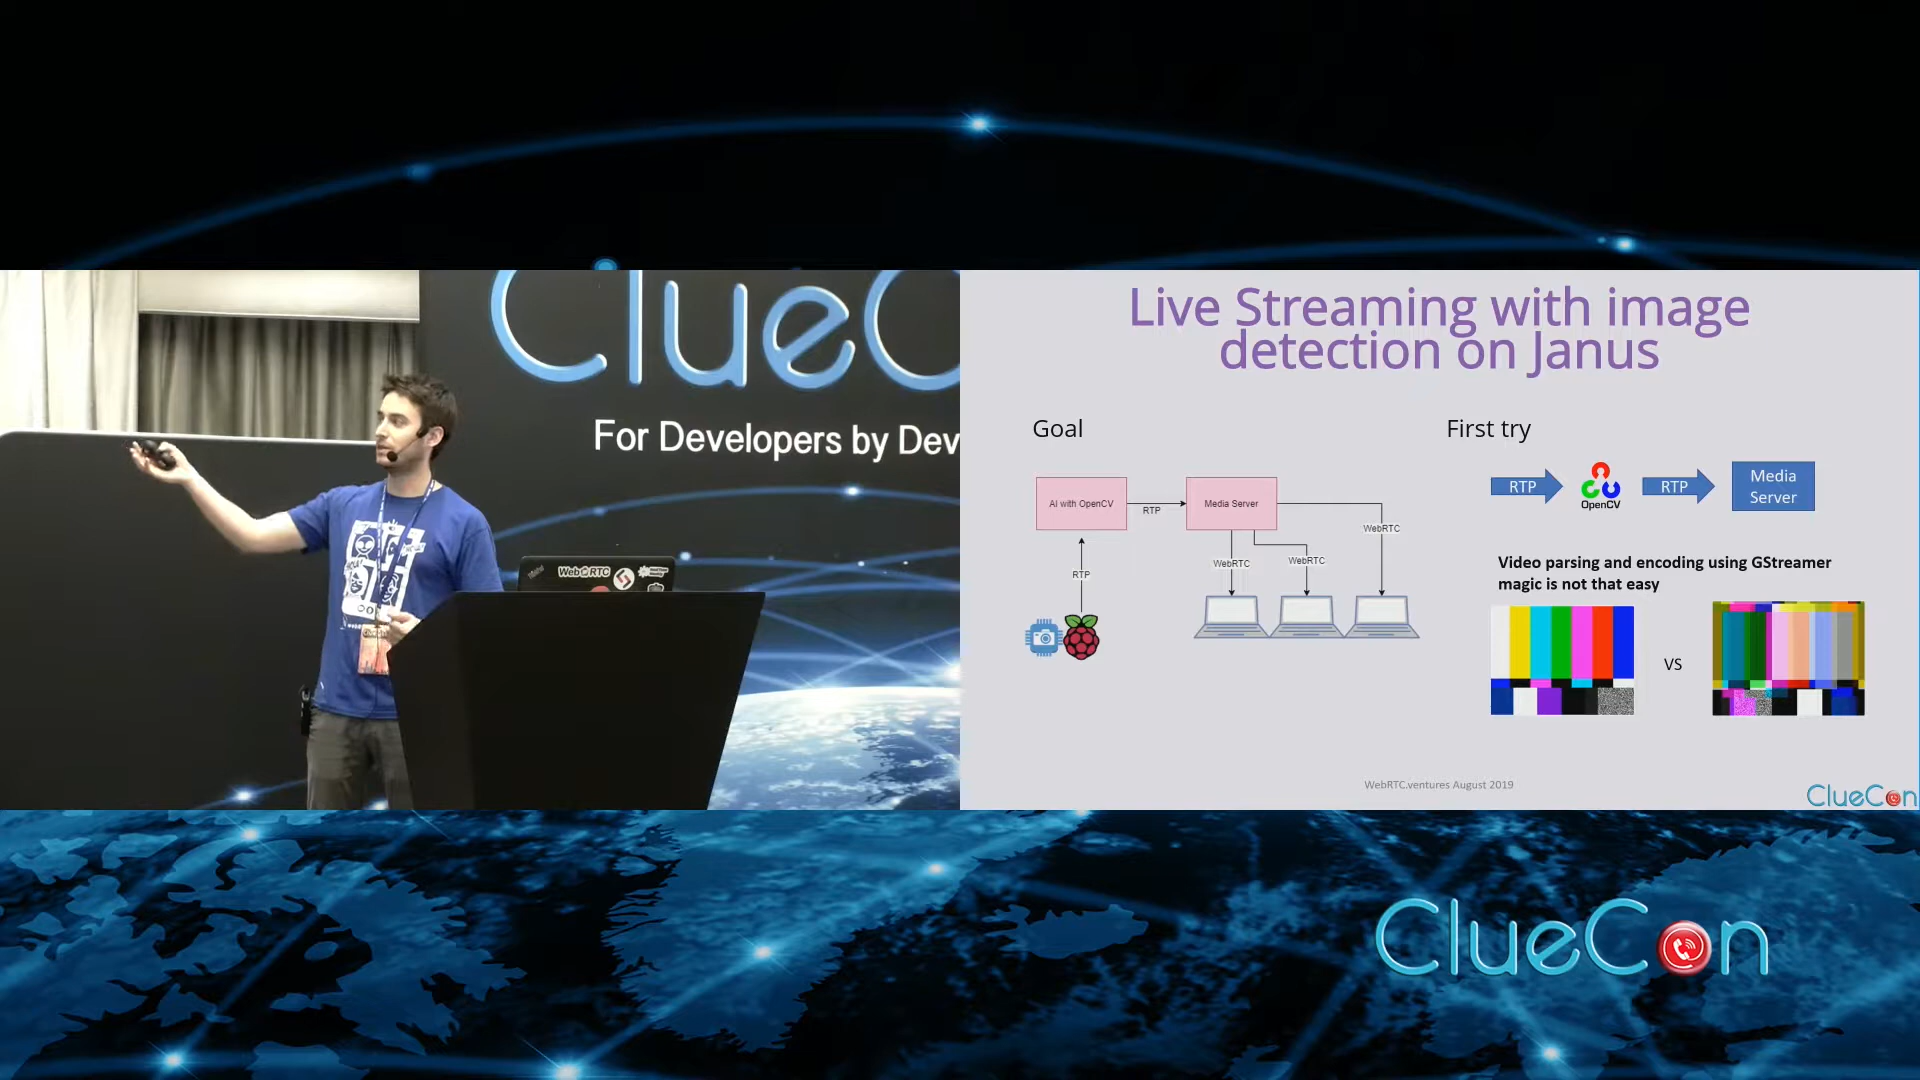 ClueC
For Developers by Dev
WebRTC
Live Streaming with image
detection on Janus
Goal
AI with OpenCV
RTP
Media Server
WebRTC
WebRTC
WebRTC
RTP
First try
RTP
OpenCV
RTP
Media
Server
Video parsing and encoding using GStreamer
magic is not that easy
VS
WebRTC.ventures August 2019
ClueCon
ClueCon